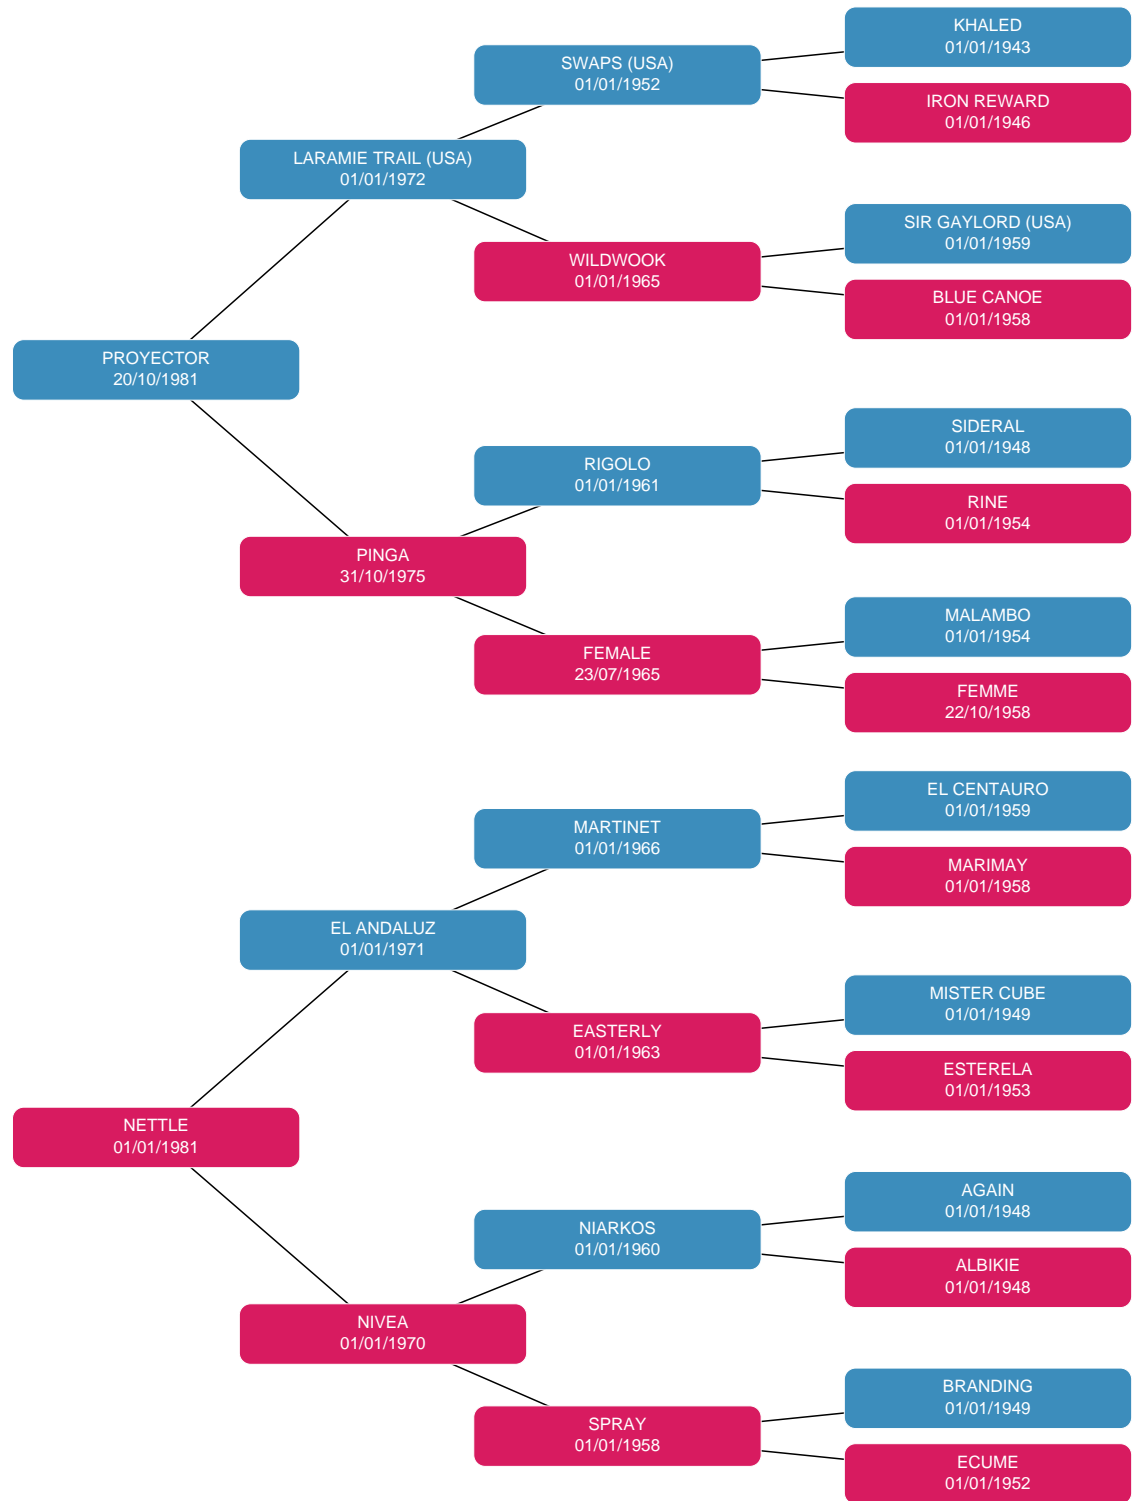 KHALED
01/01/1943
SWAPS (USA)
01/01/1952
IRON REWARD
01/01/1946
LARAMIE TRAIL (USA)
01/01/1972
SIR GAYLORD (USA)
01/01/1959
WILDWOOK
01/01/1965
BLUE CANOE
01/01/1958
PROYECTOR
20/10/1981
SIDERAL
01/01/1948
RIGOLO
01/01/1961
RINE
01/01/1954
PINGA
31/10/1975
MALAMBO
01/01/1954
FEMALE
23/07/1965
FEMME
22/10/1958
EL CENTAURO
01/01/1959
MARTINET
01/01/1966
MARIMAY
01/01/1958
EL ANDALUZ
01/01/1971
MISTER CUBE
01/01/1949
EASTERLY
01/01/1963
ESTERELA
01/01/1953
NETTLE
01/01/1981
AGAIN
01/01/1948
NIARKOS
01/01/1960
ALBIKIE
01/01/1948
NIVEA
01/01/1970
BRANDING
01/01/1949
SPRAY
01/01/1958
ECUME
01/01/1952